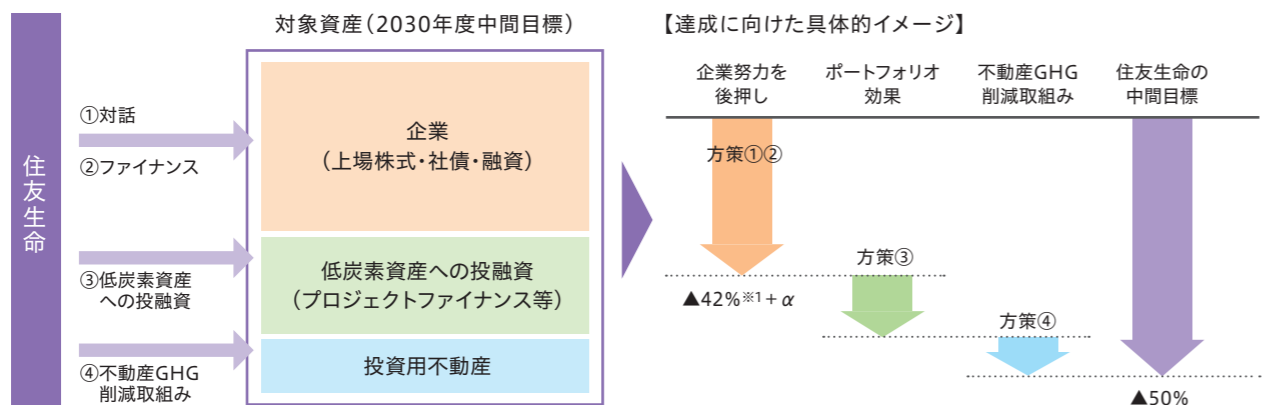 住友生命
①対話
②ファイナンス
③低炭素資産
への投融資
④不動産GHG
削減取組み
対象資産（2030年度中間目標）
企業
（上場株式・社債・融資）
低炭素資産への投融資
（プロジェクトファイナンス等）
投資用不動産
【達成に向けた具体的イメージ】
企業努力を
後押し
ポートフォリオ
効果
不動産GHG
削減取組み
住友生命の
中間目標
方策①②
▲42%※1+α
方策③
方策④
▲50%